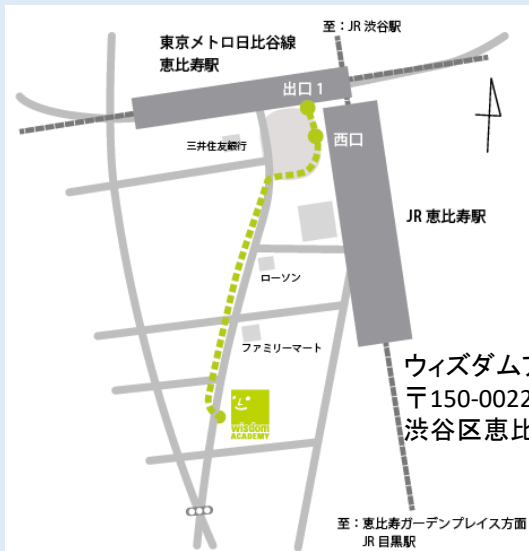 至：JR 渋谷駅
東京メトロ日比谷線
恵比寿駅
出口 1
三井住友銀行
西口
JR 恵比寿駅
ローソン
ファミリーマート
ウィズダムア
〒150-0022
渋谷区恵比
wisdom
ACADEMY
至：恵比寿ガーデンプレイス方面
JR 目黒駅